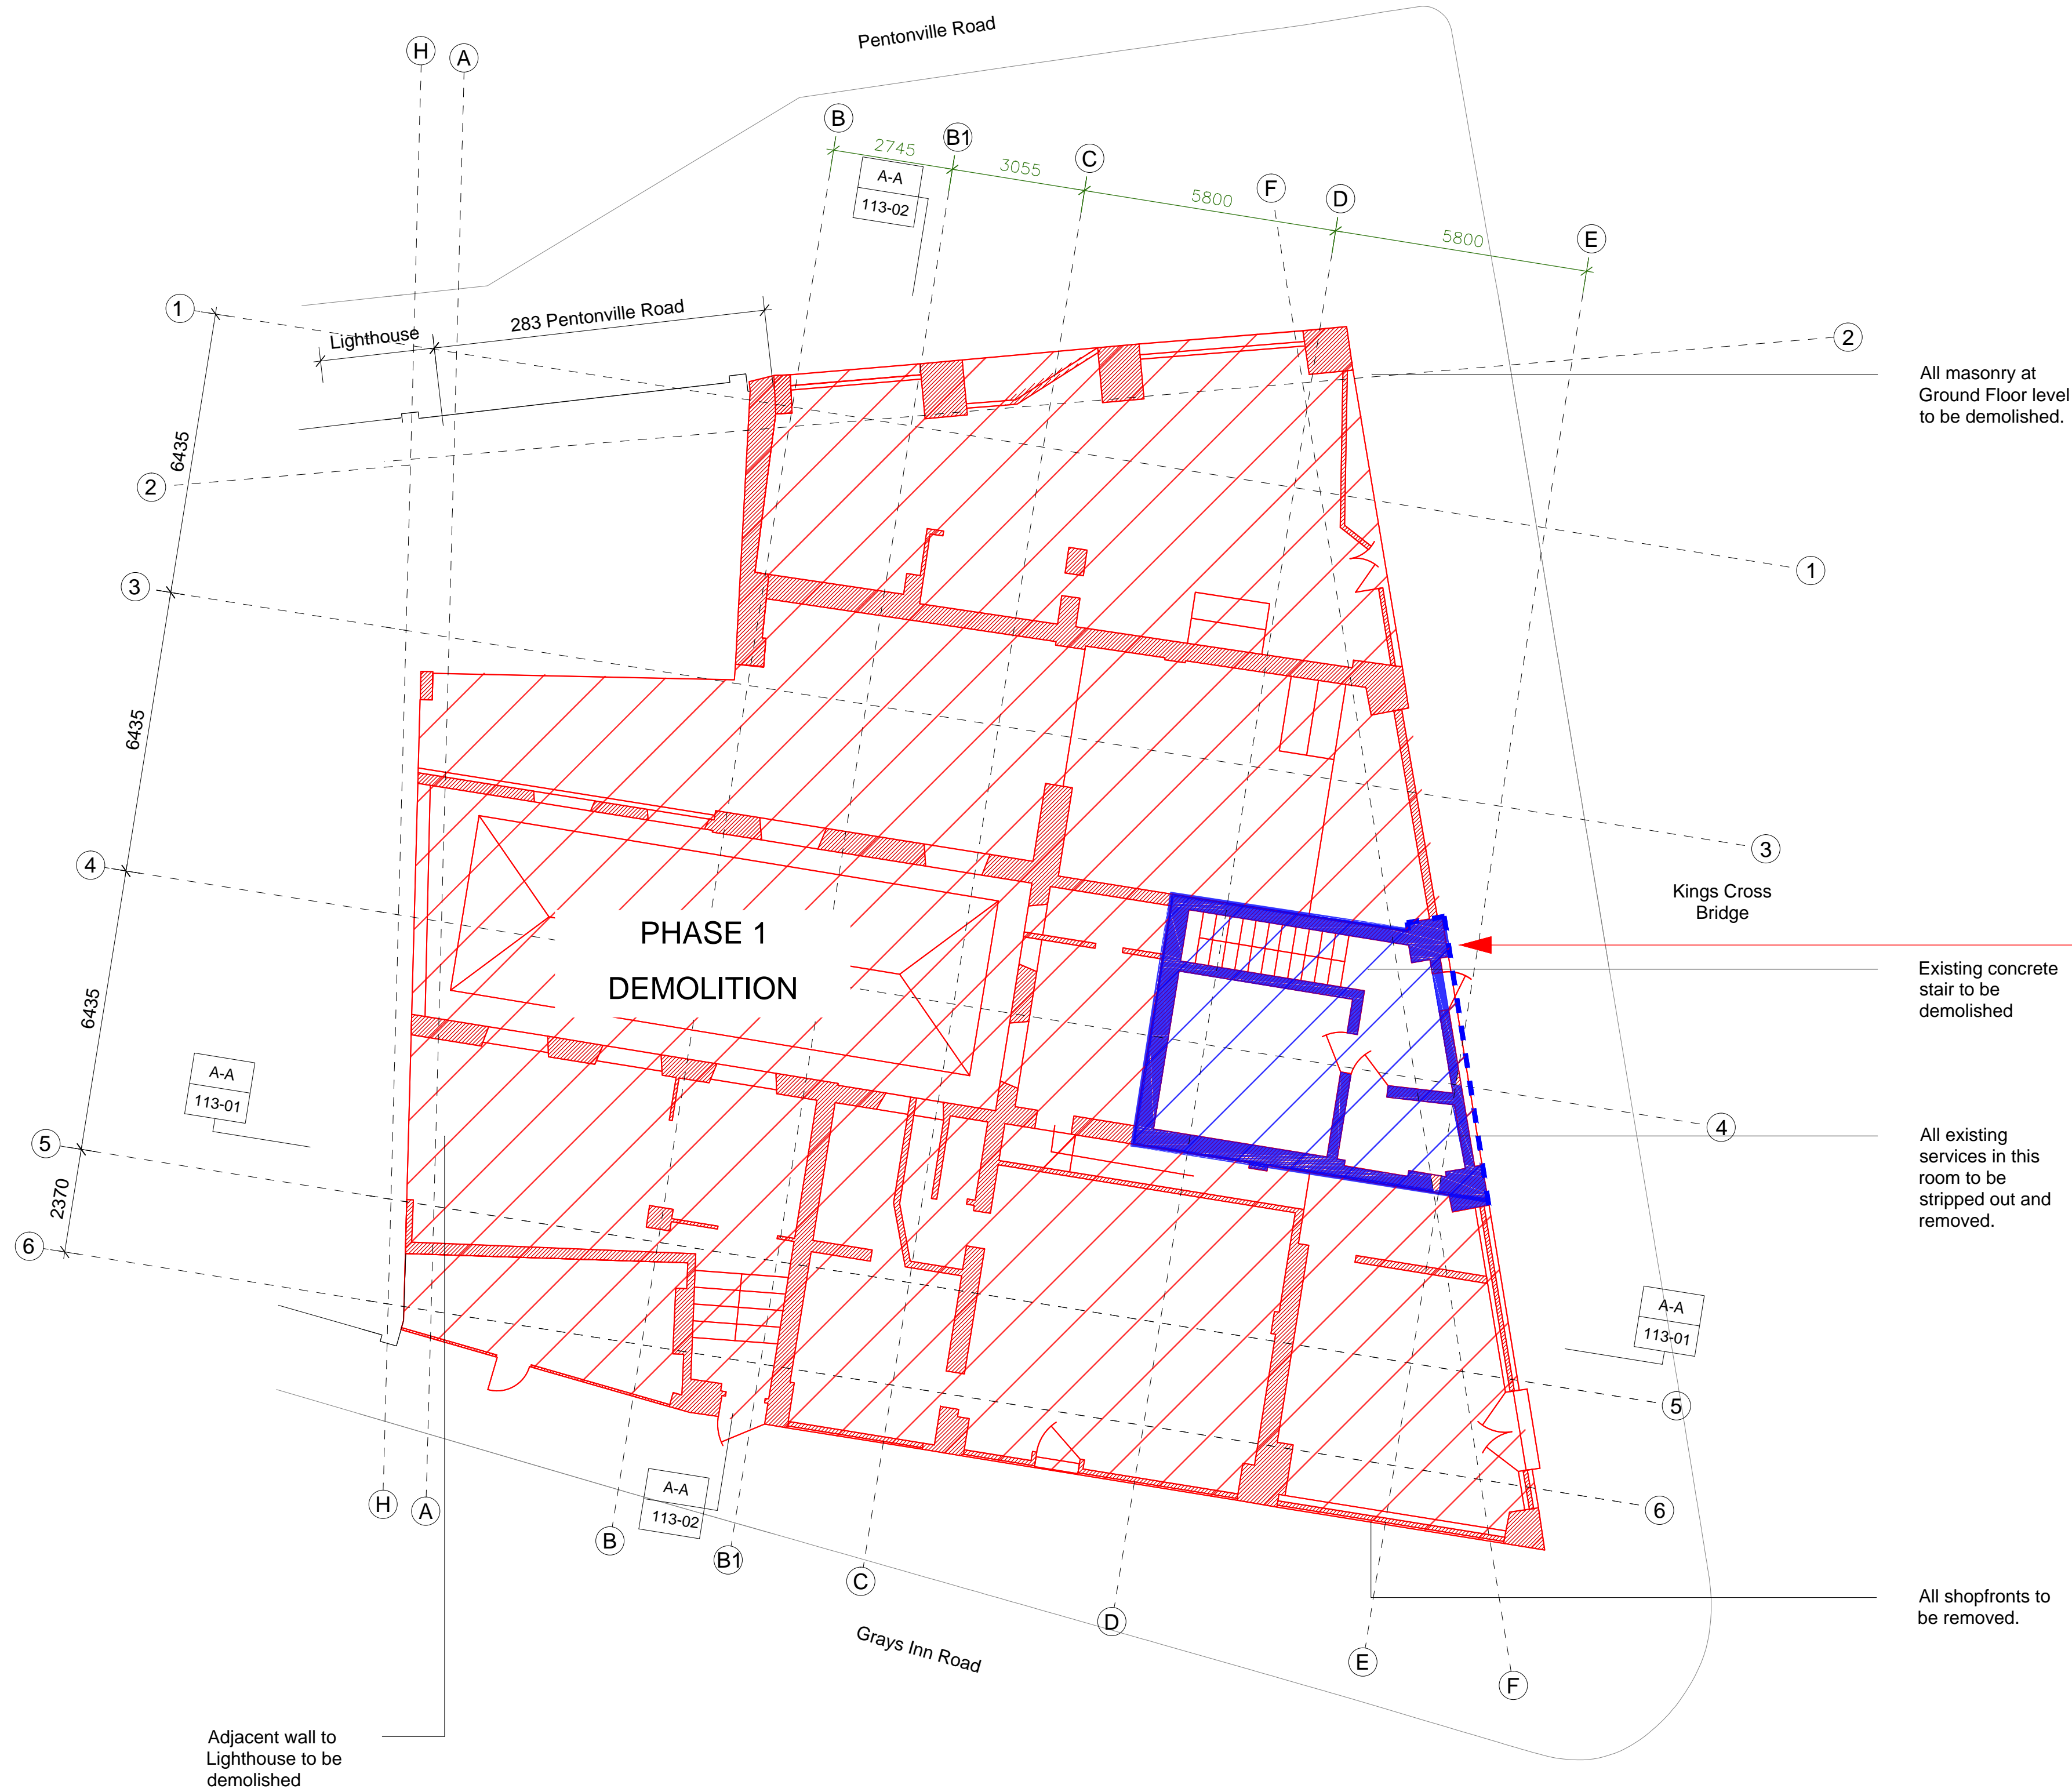 Pentonville Road
H
A
B
B1
C
F
D
E
2745
3055
5800
5800
A-A
113-02
1
Lighthouse
283 Pentonville Road
2
All masonry at
Ground Floor level
to be demolished.
6435
2
1
3
6435
3
4
Kings Cross
Bridge
PHASE 1
DEMOLITION
Existing concrete
stair to be
demolished
6435
A-A
113-01
4
5
All existing
services in this
room to be
stripped out and
removed.
2370
6
A-A
113-01
5
6
H
A
A-A
113-02
B
B1
C
D
E
F
All shopfronts to
be removed.
Grays Inn Road
Adjacent wall to
Lighthouse to be
demolished